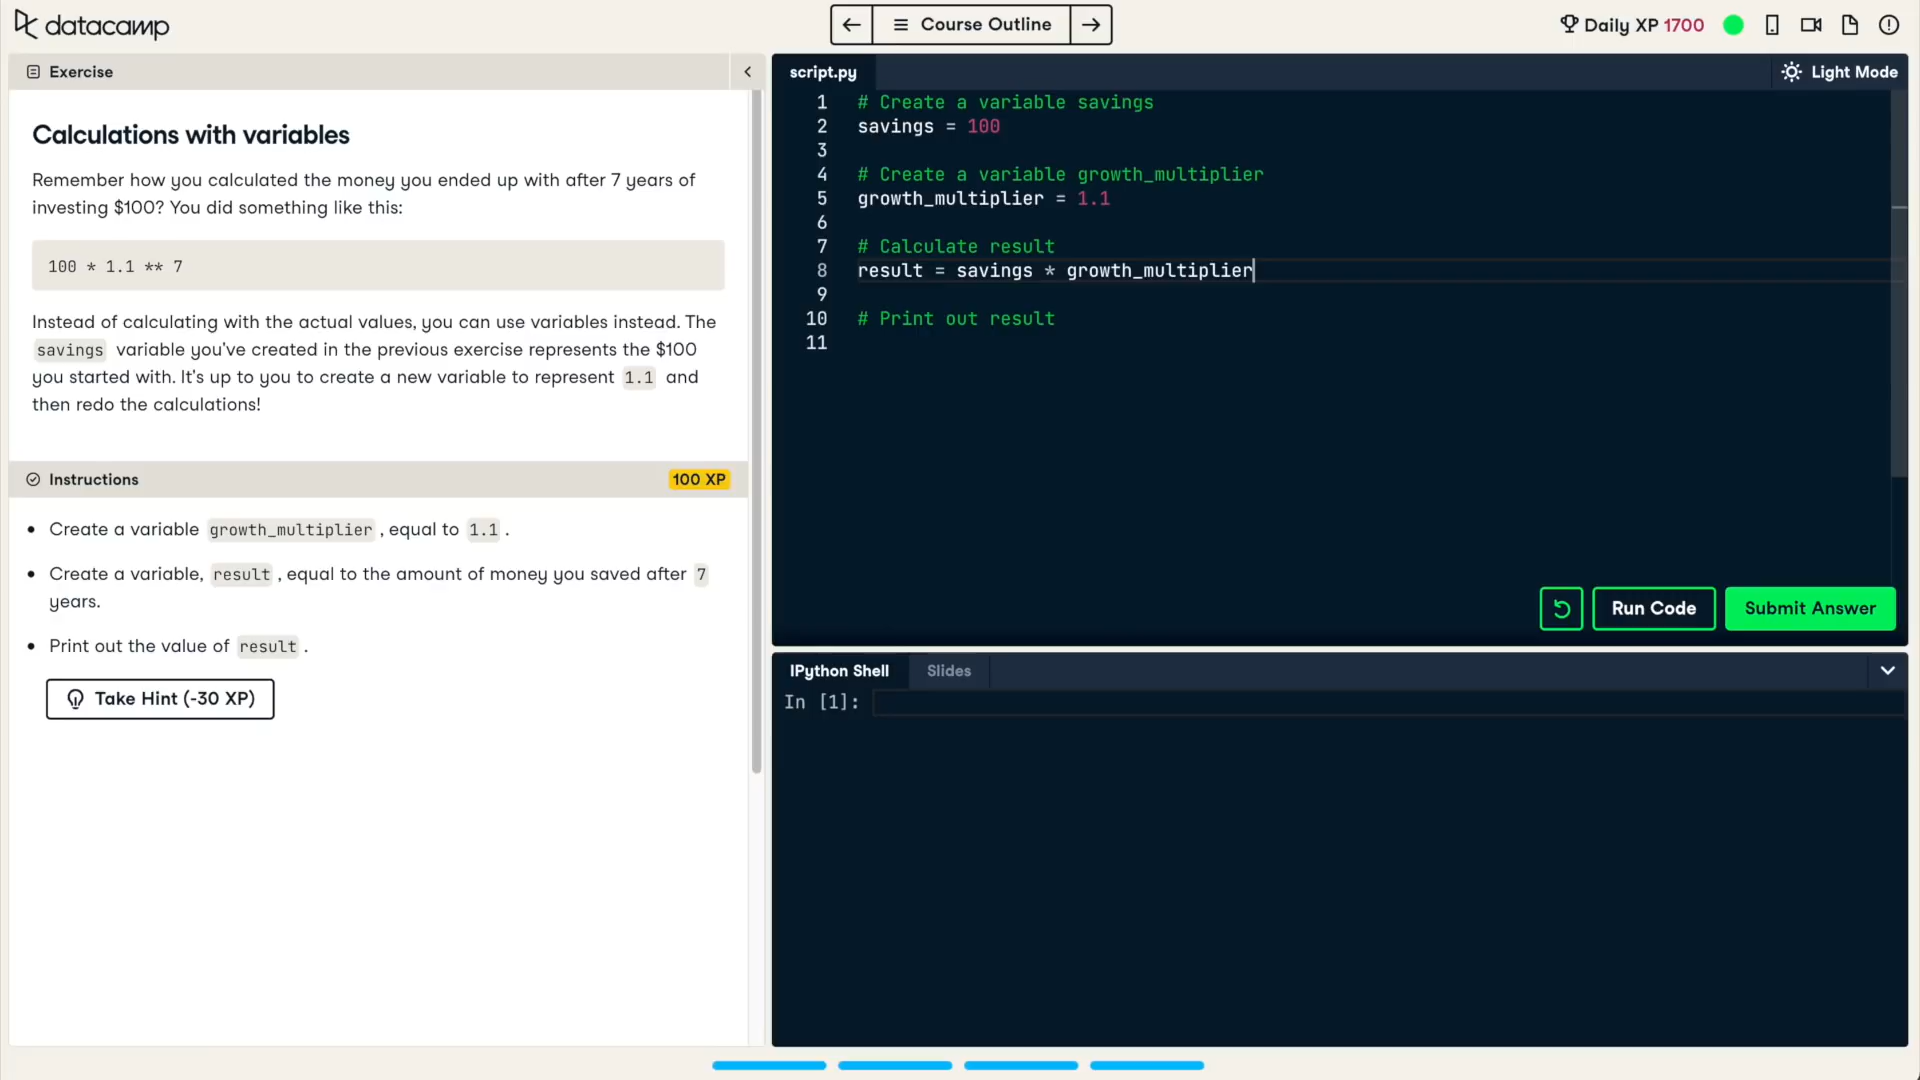 datacamp
Course Outline
Daily XP 1700
Exercise
Calculations with variables
Remember how you calculated the money you ended up with after 7 years of
investing $100? You did something like this:
100 * 1.1 ** 7
Instead of calculating with the actual values, you can use variables instead. The
savings variable you've created in the previous exercise represents the $100
you started with. It's up to you to create a new variable to represent 1.1 and
then redo the calculations!
Instructions
100 XP
• Create a variable growth_multiplier , equal to 1.1 .
• Create a variable, result , equal to the amount of money you saved after 7
years.
• Print out the value of result .
Take Hint (-30 XP)
script.py
Light Mode
1 # Create a variable savings
2 savings = 100
3
4 # Create a variable growth_multiplier
5 growth_multiplier = 1.1
6
7 # Calculate result
8 result = savings * growth_multiplier
9
10 # Print out result
11
Run Code
Submit Answer
IPython Shell
Slides
In [1]: